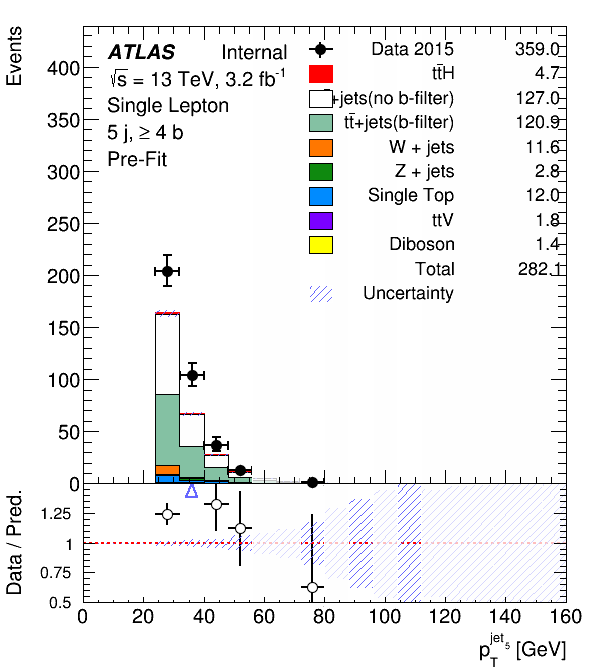 Events
ATLAS Internal
√s = 13 TeV, 3.2 fb⁻¹
Single Lepton
5 j, ≥ 4 b
Pre-Fit
Data 2015 359.0
tt̄H 4.7
+jets(no b-filter) 127.0
tt̄+jets(b-filter) 120.9
W + jets 11.6
Z + jets 2.8
Single Top 12.0
ttV 1.8
Diboson 1.4
Total 282.1
Uncertainty
400
350
300
250
200
150
100
50
0
Data / Pred.
1.25
1
0.75
0.5
0 20 40 60 80 100 120 140 160
p_T^jet_5 [GeV]